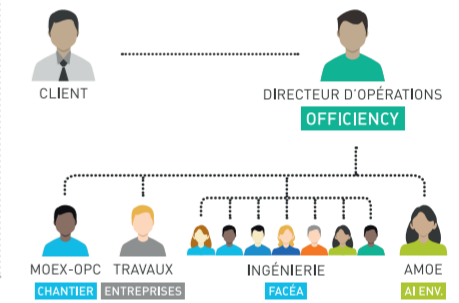 CLIENT
DIRECTEUR D'OPÉRATIONS
OFFICIENCY
MOEX-OPC
CHANTIER
TRAVAUX
ENTREPRISES
INGÉNIERIE
FACÉA
AMOE
AI ENV.